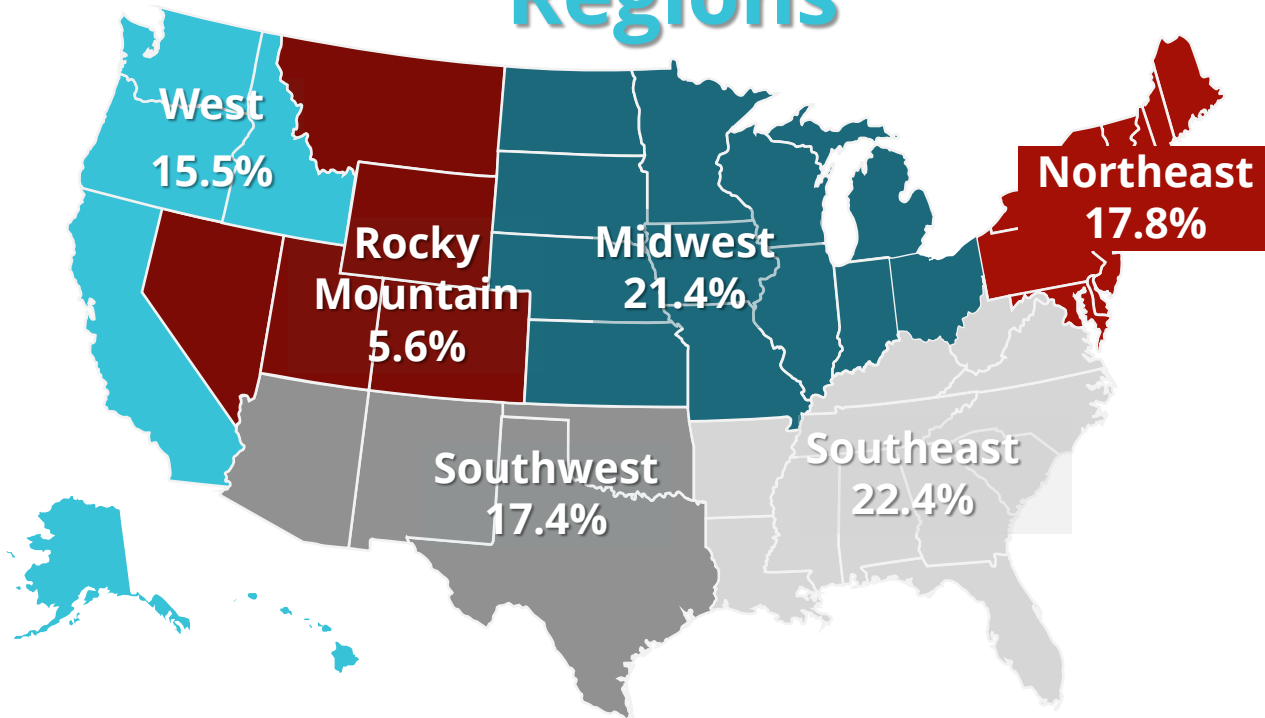 Regions
West
15.5%
Northeast
17.8%
Rocky
Mountain
5.6%
Midwest
21.4%
Southwest
17.4%
Southeast
22.4%